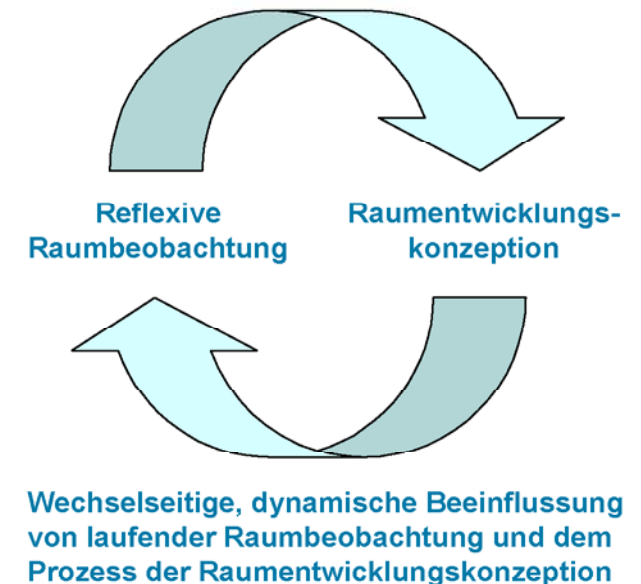 Reflexive
Raumbeobachtung
Raumentwicklungs-
konzeption
Wechselseitige, dynamische Beeinflussung
von laufender Raumbeobachtung und dem
Prozess der Raumentwicklungskonzeption